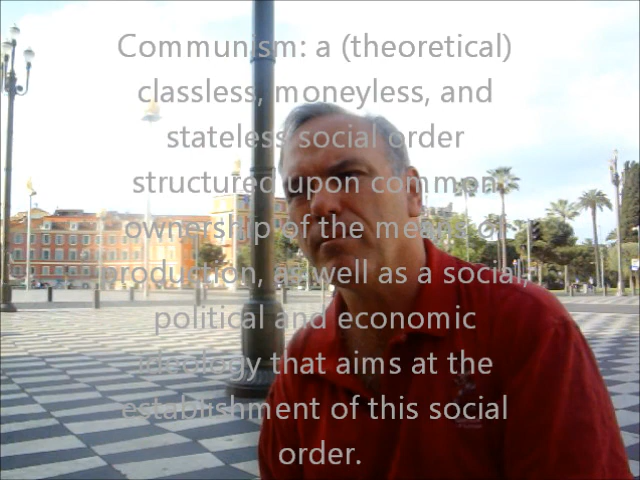 Communism: a (theoretical)
classless, moneyless, and
stateless social order
structured upon common
ownership of the means of
production, as well as a social,
political and economic
ideology that aims at the
establishment of this social
order.